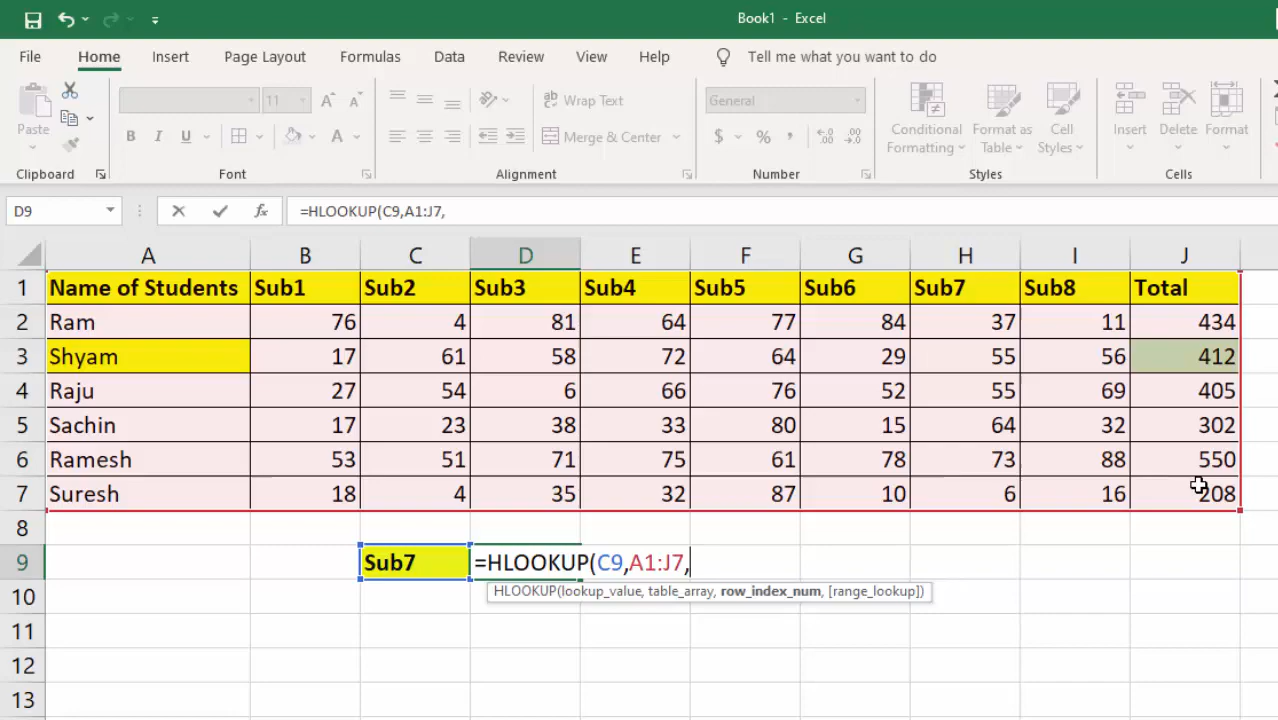 Book1 - Excel
File Home Insert Page Layout Formulas Data Review View Help Tell me what you want to do
11 A A Wrap Text General
Paste B I U A Merge & Center $ % , Conditional Formatting Format as Table Cell Styles Insert Delete Format
Clipboard Font Alignment Number Styles Cells
D9 fx =HLOOKUP(C9,A1:J7,
A B C D E F G H I J
1 Name of Students Sub1 Sub2 Sub3 Sub4 Sub5 Sub6 Sub7 Sub8 Total
2 Ram 76 4 81 64 77 84 37 11 434
3 Shyam 17 61 58 72 64 29 55 56 412
4 Raju 27 54 6 66 76 52 55 69 405
5 Sachin 17 23 38 33 80 15 64 32 302
6 Ramesh 53 51 71 75 61 78 73 88 550
7 Suresh 18 4 35 32 87 10 6 16 208
8
9 Sub7 =HLOOKUP(C9,A1:J7,
HLOOKUP(lookup_value, table_array, row_index_num, [range_lookup])
10
11
12
13